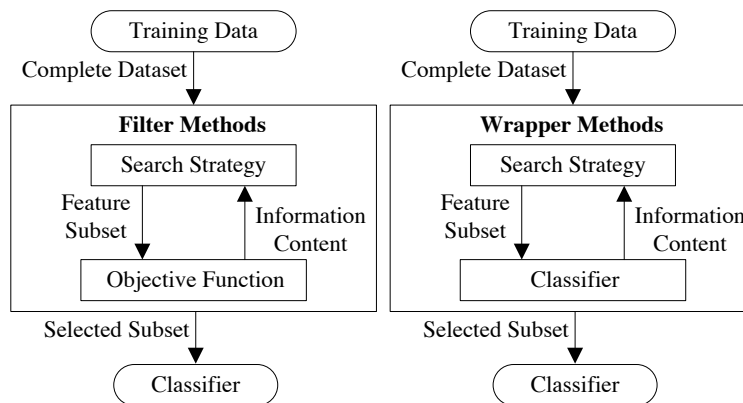 Training Data
Complete Dataset
Filter Methods
Search Strategy
Feature
Subset
Information
Content
Objective Function
Selected Subset
Classifier
Training Data
Complete Dataset
Wrapper Methods
Search Strategy
Feature
Subset
Information
Content
Classifier
Selected Subset
Classifier